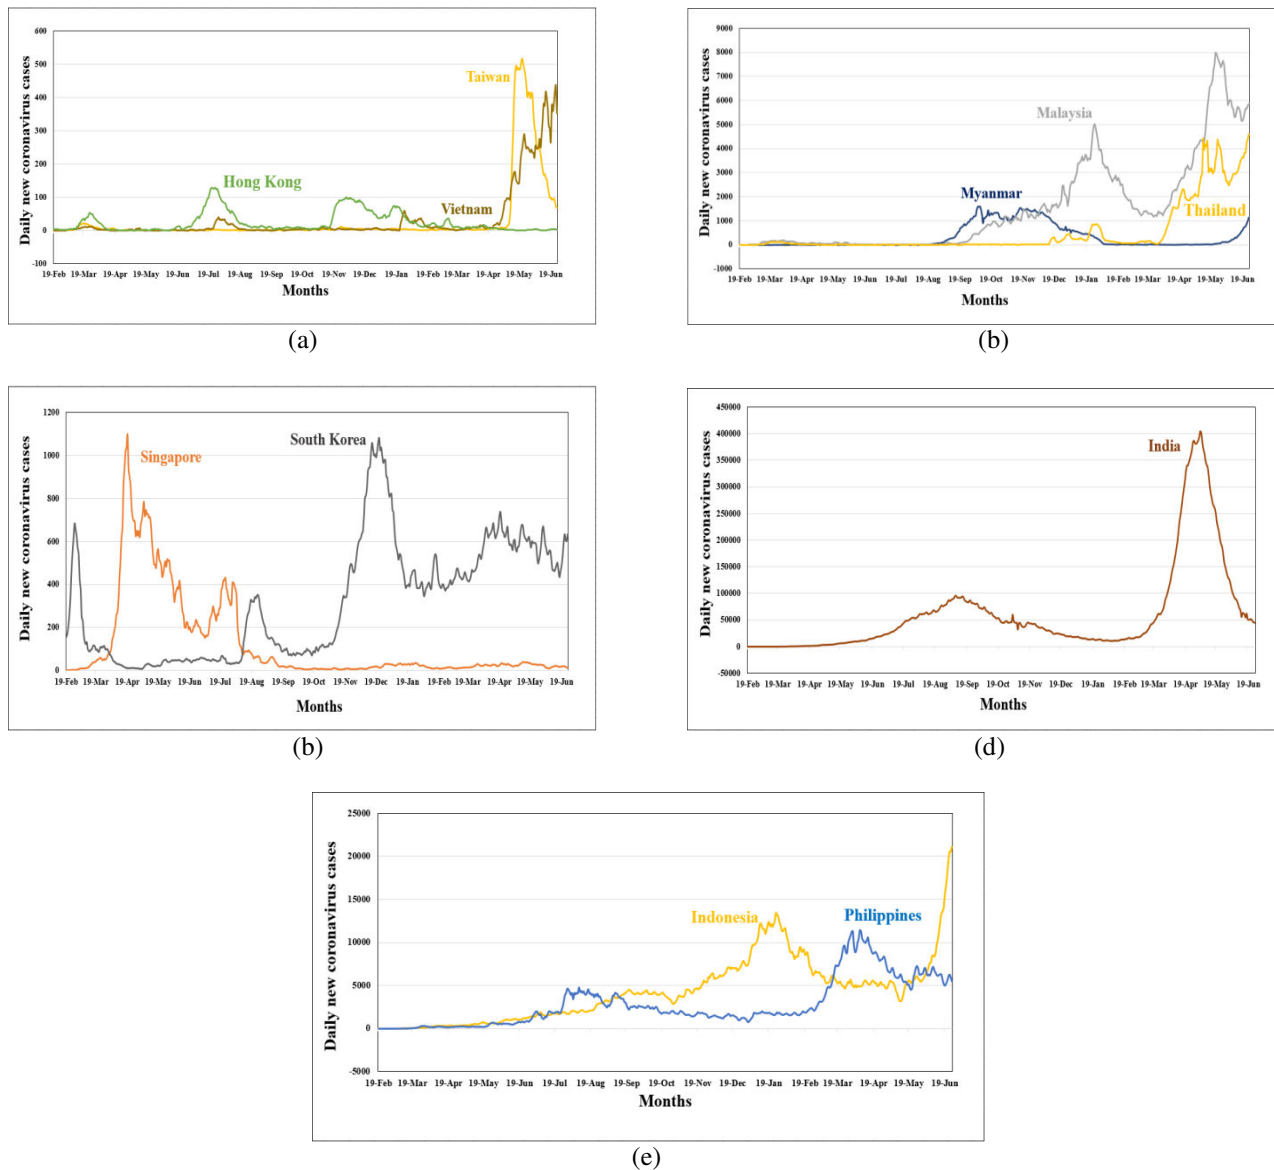 600
500
400
300
200
100
0
-100
Daily new coronavirus cases
Taiwan
Hong Kong
Vietnam
19-Feb 19-Mar 19-Apr 19-May 19-Jun 19-Jul 19-Aug 19-Sep 19-Oct 19-Nov 19-Dec 19-Jan 19-Feb 19-Mar 19-Apr 19-May 19-Jun
Months
(a)
9000
8000
7000
6000
5000
4000
3000
2000
1000
0
-1000
Daily new coronavirus cases
Malaysia
Myanmar
Thailand
19-Feb 19-Mar 19-Apr 19-May 19-Jun 19-Jul 19-Aug 19-Sep 19-Oct 19-Nov 19-Dec 19-Jan 19-Feb 19-Mar 19-Apr 19-May 19-Jun
Months
(b)
1200
1000
800
600
400
200
0
Daily new coronavirus cases
South Korea
Singapore
19-Feb 19-Mar 19-Apr 19-May 19-Jun 19-Jul 19-Aug 19-Sep 19-Oct 19-Nov 19-Dec 19-Jan 19-Feb 19-Mar 19-Apr 19-May 19-Jun
Months
(b)
450000
400000
350000
300000
250000
200000
150000
100000
50000
0
-50000
Daily new coronavirus cases
India
19-Feb 19-Mar 19-Apr 19-May 19-Jun 19-Jul 19-Aug 19-Sep 19-Oct 19-Nov 19-Dec 19-Jan 19-Feb 19-Mar 19-Apr 19-May 19-Jun
Months
(d)
25000
20000
15000
10000
5000
0
-5000
Daily new coronavirus cases
Indonesia
Philippines
19-Feb 19-Mar 19-Apr 19-May 19-Jun 19-Jul 19-Aug 19-Sep 19-Oct 19-Nov 19-Dec 19-Jan 19-Feb 19-Mar 19-Apr 19-May 19-Jun
Months
(e)